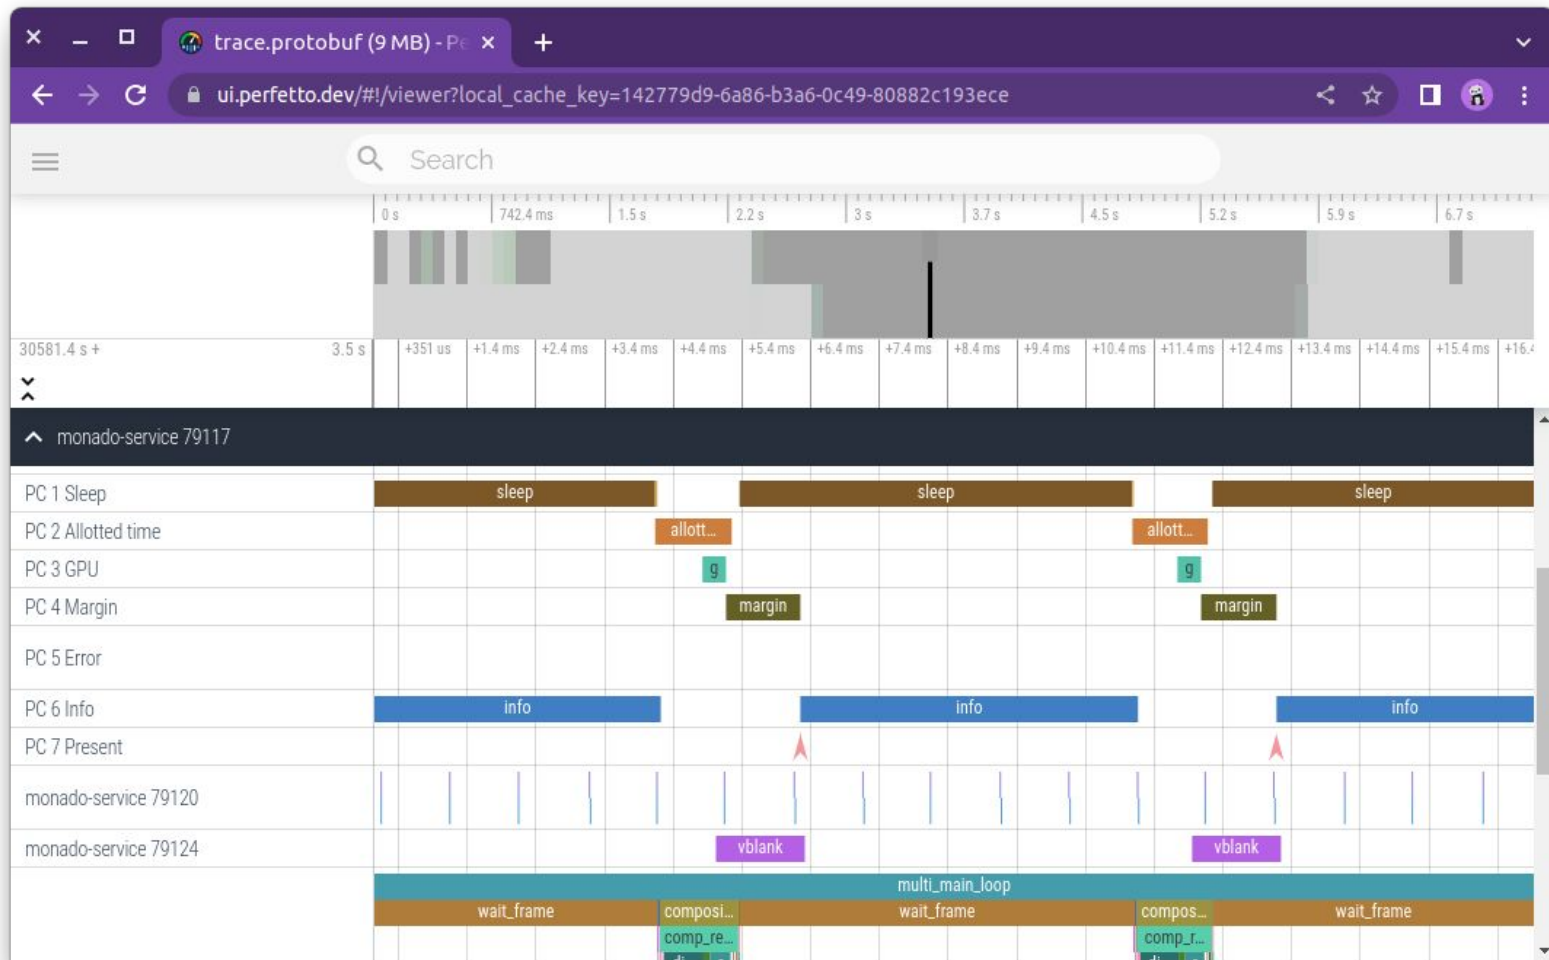 trace.protobuf (9 MB) - Pe
ui.perfetto.dev/#!/viewer?local_cache_key=142779d9-6a86-b3a6-0c49-80882c193ece
Search
0 s 742.4 ms 1.5 s 2.2 s 3 s 3.7 s 4.5 s 5.2 s 5.9 s 6.7 s
30581.4 s + 3.5 s +351 us +1.4 ms +2.4 ms +3.4 ms +4.4 ms +5.4 ms +6.4 ms +7.4 ms +8.4 ms +9.4 ms +10.4 ms +11.4 ms +12.4 ms +13.4 ms +14.4 ms +15.4 ms +16.4
monado-service 79117
PC 1 Sleep sleep sleep sleep
PC 2 Allotted time allott... allott...
PC 3 GPU g g
PC 4 Margin margin margin
PC 5 Error
PC 6 Info info info info
PC 7 Present
monado-service 79120
monado-service 79124 vblank vblank
multi_main_loop
wait_frame composi... wait_frame compos... wait_frame
comp_re... comp_r...